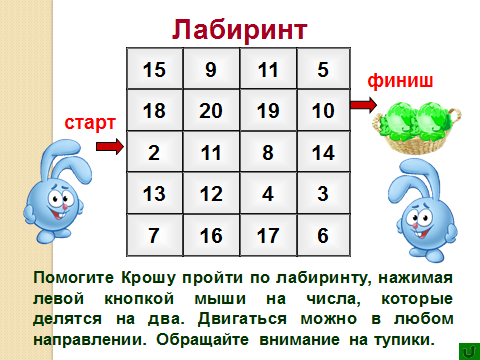 Лабиринт
15 9 11 5
финиш
18 20 19 10
старт
2 11 8 14
13 12 4 3
7 16 17 6
Помогите Крошу пройти по лабиринту, нажимая
левой кнопкой мыши на числа, которые
делятся на два. Двигаться можно в любом
направлении. Обращайте внимание на тупики.